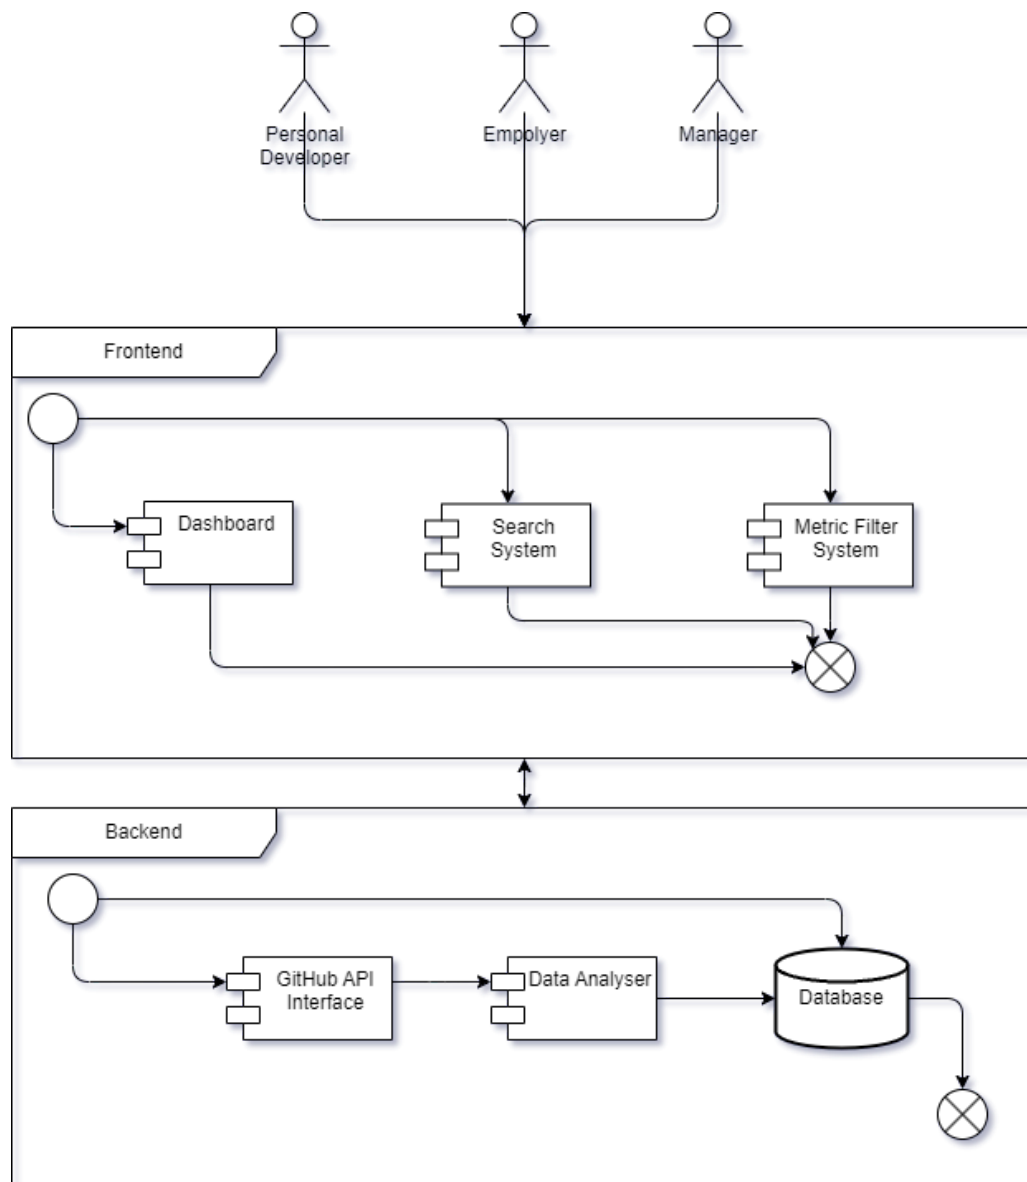 Personal
Developer
Empolyer
Manager
Frontend
Dashboard
Search
System
Metric Filter
System
Backend
GitHub API
Interface
Data Analyser
Database